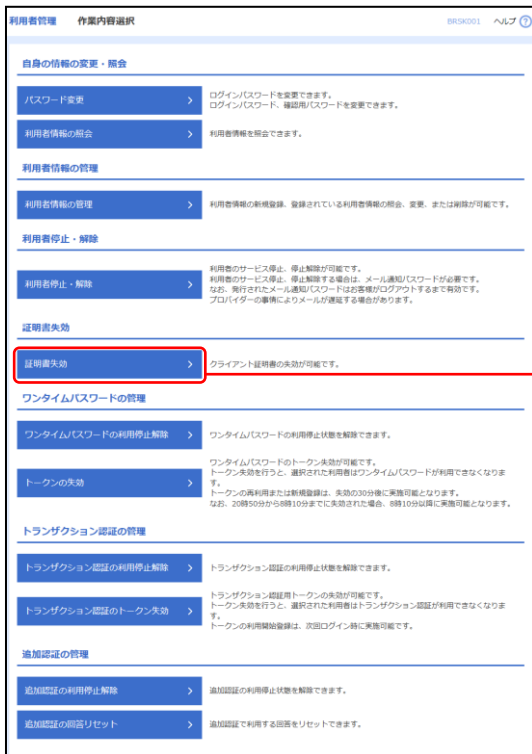 利用者管理 作業内容選択 BRSK001 ヘルプ ?
自身の情報の変更・照会
パスワード変更
ログインパスワードを変更できます。
ログインパスワード、確認用パスワードを変更できます。
利用者情報の照会
利用者情報を照会できます。
利用者情報の管理
利用者情報の管理
利用者情報の新規登録、登録されている利用者情報の照会、変更、または削除が可能です。
利用者停止・解除
利用者停止・解除
利用者のサービス停止、停止解除が可能です。
利用者のサービス停止、停止解除する場合は、メール通知パスワードが必要です。
なお、発行されたメール通知パスワードはお客様がログアウトするまで有効です。
プロバイダーの事情によりメールが遅延する場合があります。
証明書失効
証明書失効
クライアント証明書の失効が可能です。
ワンタイムパスワードの管理
ワンタイムパスワードの利用停止解除
ワンタイムパスワードの利用停止状態を解除できます。
トークンの失効
ワンタイムパスワードのトークン失効が可能です。
トークン失効を行うと、選択された利用者はワンタイムパスワードが利用できなくなりま
す。
トークンの再利用または新規登録は、失効の30分後に実施可能となります。
なお、20時50分から8時10分までに失効された場合、8時10分以降に実施可能となります。
トランザクション認証の管理
トランザクション認証の利用停止解除
トランザクション認証の利用停止状態を解除できます。
トランザクション認証のトークン失効
トランザクション認証用トークンの失効が可能です。
トークン失効を行うと、選択された利用者はトランザクション認証が利用できなくなりま
す。
トークンの利用開始登録は、次回ログイン時に実施可能です。
追加認証の管理
追加認証の利用停止解除
追加認証の利用停止状態を解除できます。
追加認証の回答リセット
追加認証で利用する回答をリセットできます。